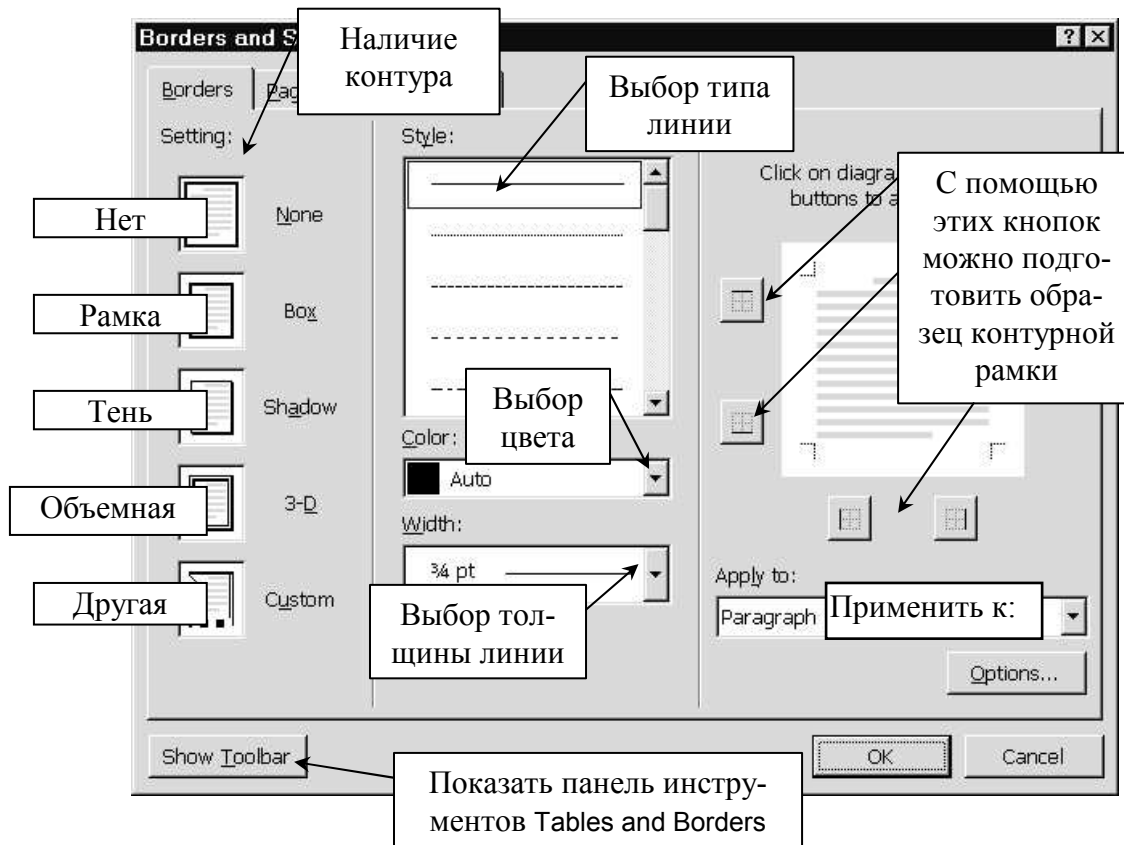 Borders and S
Наличие
контура
Borders
Pag
Выбор типа
линии
Setting:
Style:
Click on diagra
buttons to a
С помощью
этих кнопок
можно подго-
товить обра-
зец контурной
рамки
Нет
None
Рамка
Box
Тень
Shadow
Выбор
цвета
Color:
Auto
Объемная
3-D
Width:
¾ pt
Другая
Custom
Выбор тол-
щины линии
Apply to:
Paragraph
Применить к:
Options...
Show Toolbar
OK
Cancel
Показать панель инстру-
ментов Tables and Borders